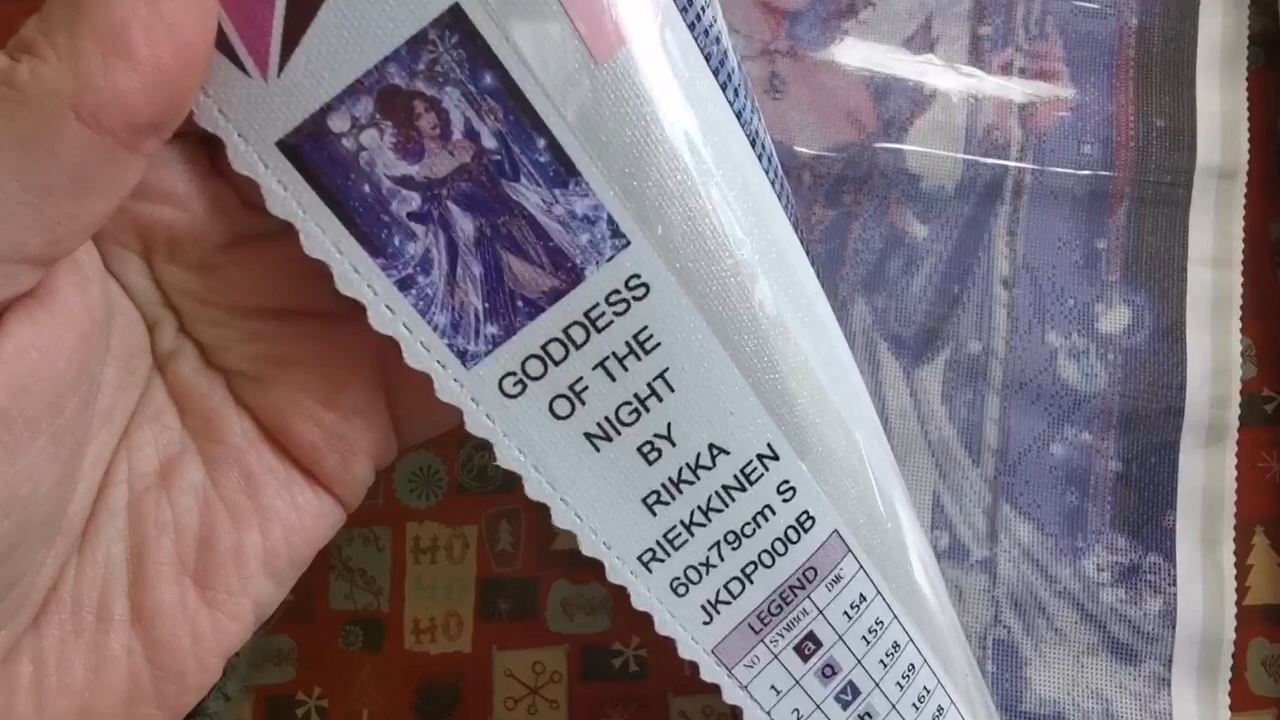 GODDESS
OF THE
NIGHT
BY
RIKKA
RIEKKINEN
60x79cm S
JKDP000B
LEGEND
NO SYMBOL DMC
1 a 154
2 Q 155
V 158
h 159
161
68
HO
HO
HO